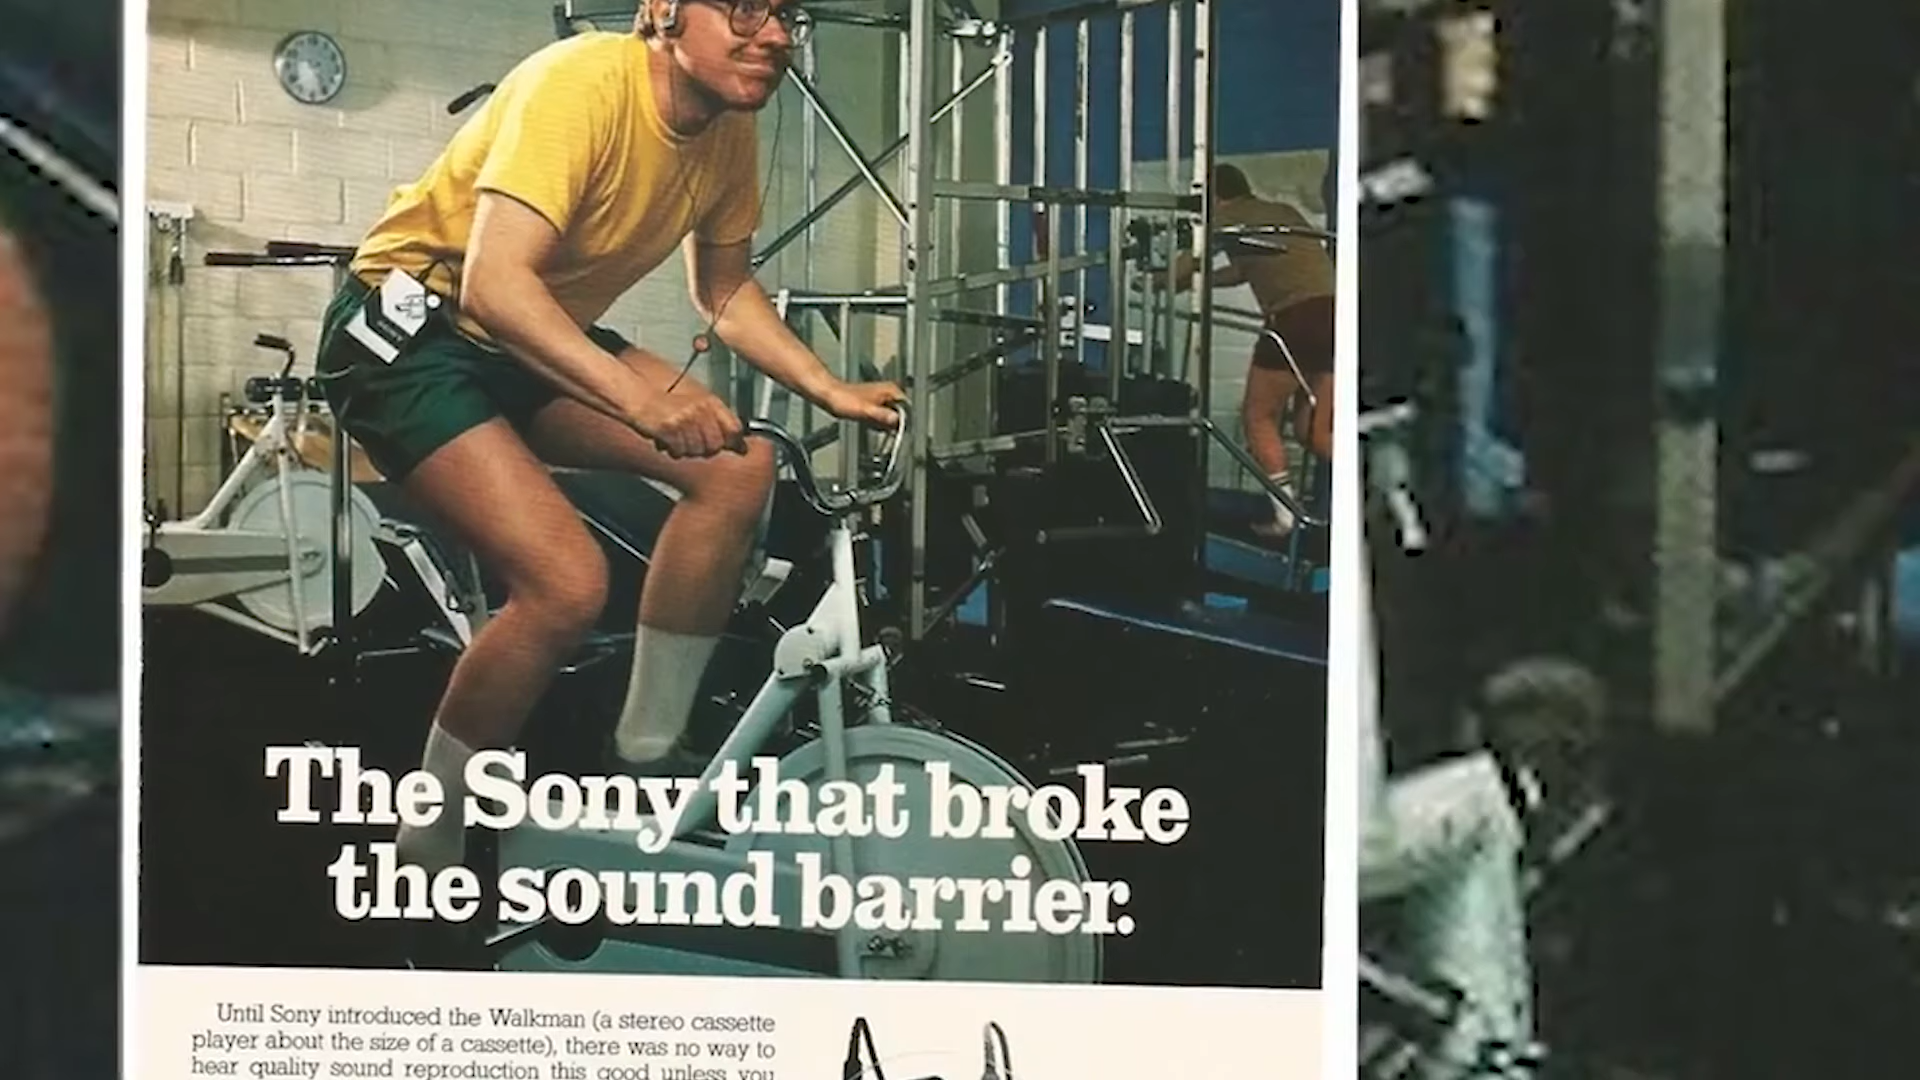 The Sony that broke
the sound barrier.
Until Sony introduced the Walkman (a stereo cassette
player about the size of a cassette), there was no way to
hear quality sound reproduction this good unless you